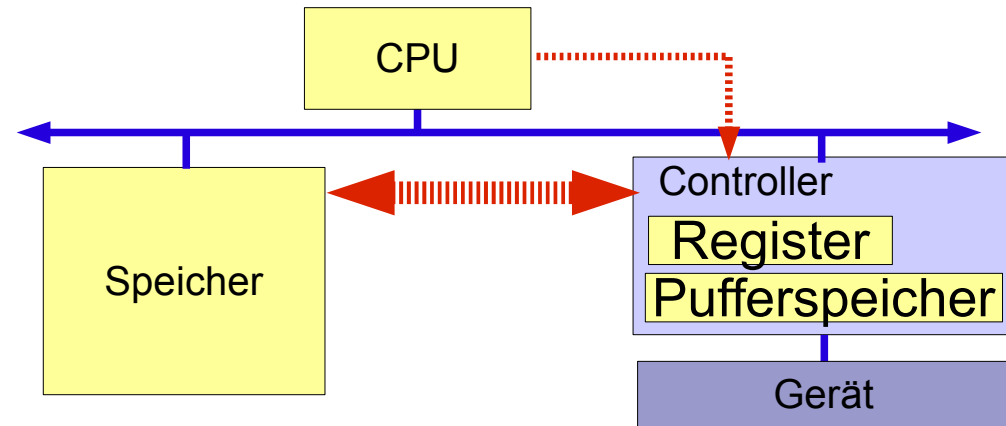 CPU
Controller
Register
Speicher
Pufferspeicher
Gerät